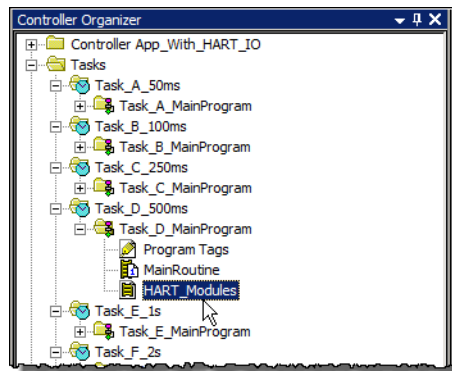 Controller Organizer
Controller App_With_HART_IO
Tasks
Task_A_50ms
Task_A_MainProgram
Task_B_100ms
Task_B_MainProgram
Task_C_250ms
Task_C_MainProgram
Task_D_500ms
Task_D_MainProgram
Program Tags
MainRoutine
HART_Modules
Task_E_1s
Task_E_MainProgram
Task_F_2s